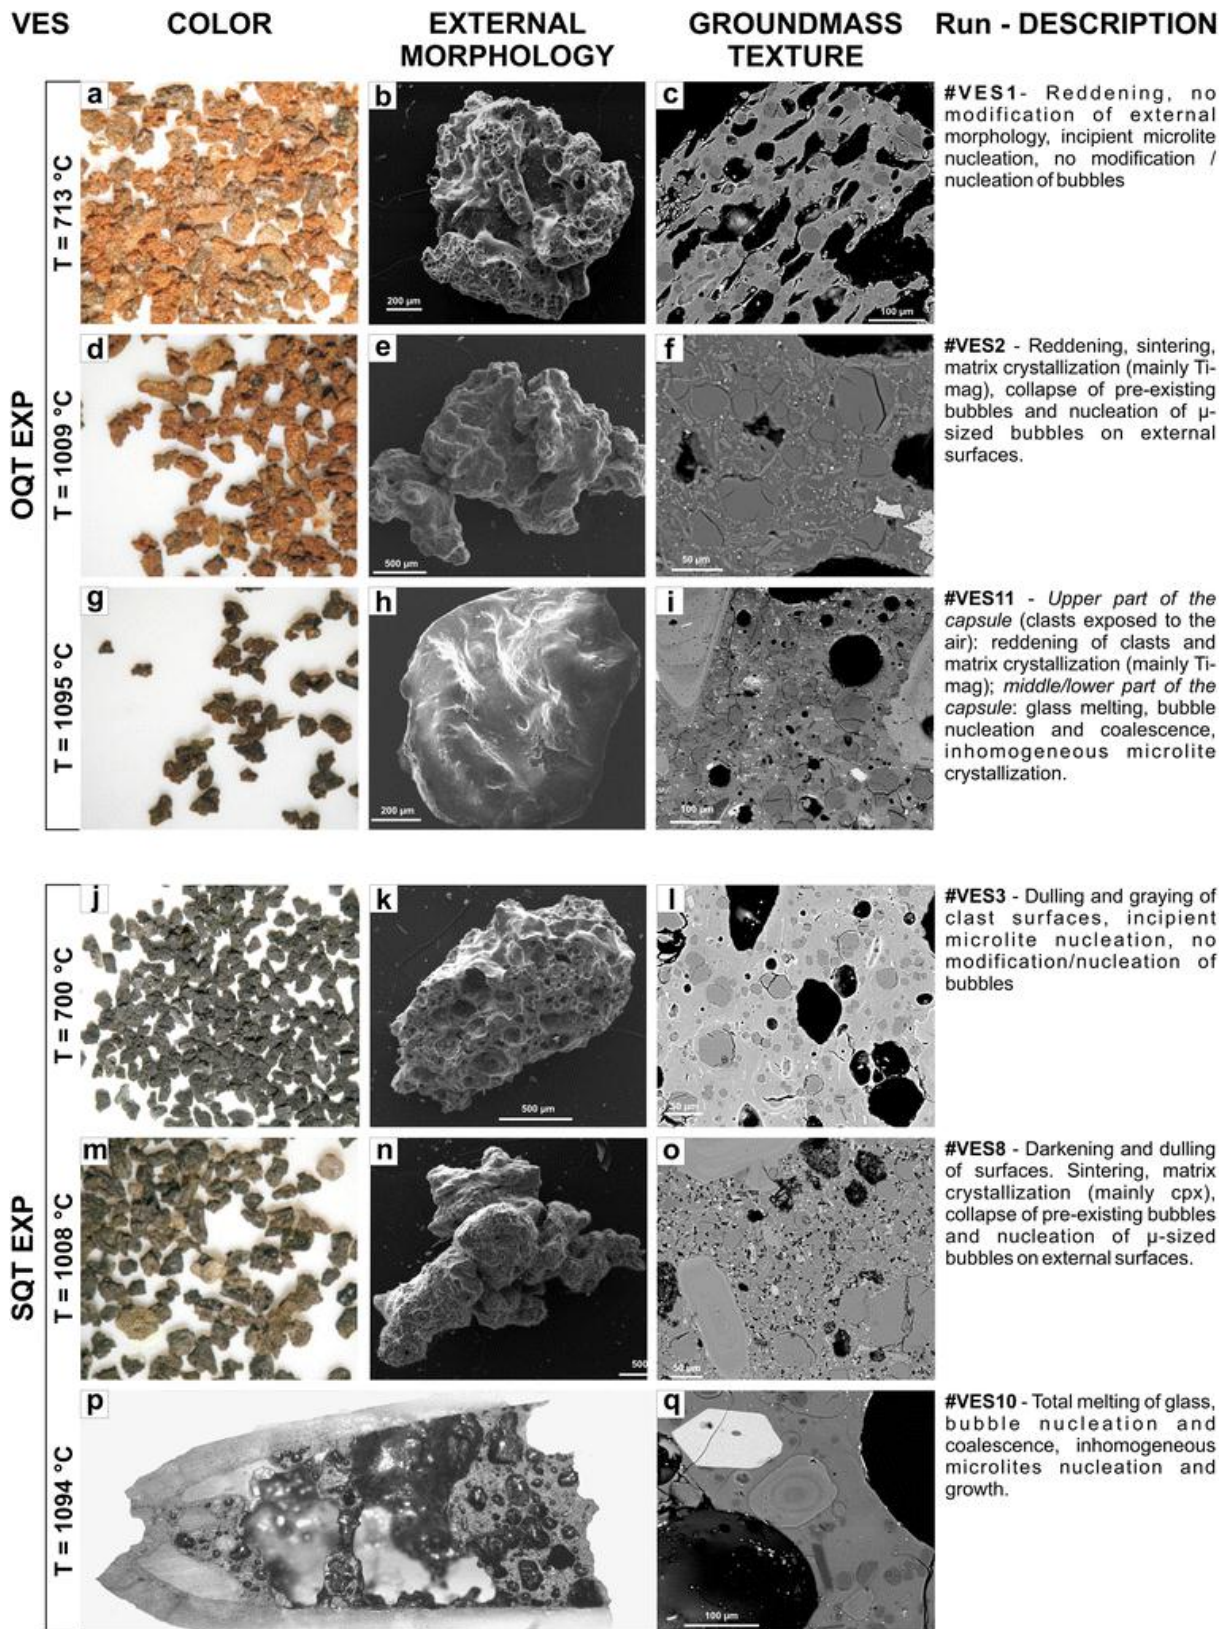 VES COLOR EXTERNAL MORPHOLOGY GROUNDMASS TEXTURE Run - DESCRIPTION
OQT EXP
T = 713 °C
a
b
200 µm
c
100 µm
#VES1- Reddening, no
modification of external
morphology, incipient microlite
nucleation, no modification /
nucleation of bubbles
T = 1009 °C
d
e
500 µm
f
50 µm
#VES2 - Reddening, sintering,
matrix crystallization (mainly Ti-
mag), collapse of pre-existing
bubbles and nucleation of µ-
sized bubbles on external
surfaces.
T = 1095 °C
g
h
200 µm
i
100 µm
#VES11 - Upper part of the
capsule (clasts exposed to the
air): reddening of clasts and
matrix crystallization (mainly Ti-
mag); middle/lower part of the
capsule: glass melting, bubble
nucleation and coalescence,
inhomogeneous microlite
crystallization.
SQT EXP
T = 700 °C
j
k
500 µm
l
50 µm
#VES3 - Dulling and graying of
clast surfaces, incipient
microlite nucleation, no
modification/nucleation of
bubbles
T = 1008 °C
m
n
500
o
50 µm
#VES8 - Darkening and dulling
of surfaces. Sintering, matrix
crystallization (mainly cpx),
collapse of pre-existing bubbles
and nucleation of µ-sized
bubbles on external surfaces.
T = 1094 °C
p
q
100 µm
#VES10 - Total melting of glass,
bubble nucleation and
coalescence, inhomogeneous
microlites nucleation and
growth.